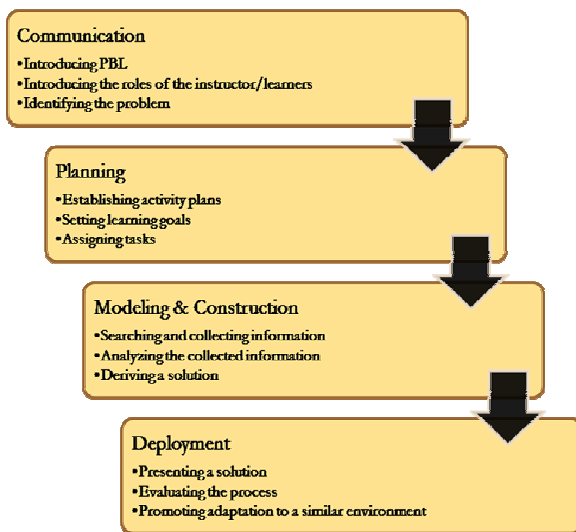 Communication
•Introducing PBL
•Introducing the roles of the instructor/learners
•Identifying the problem
Planning
•Establishing activity plans
•Setting learning goals
•Assigning tasks
Modeling & Construction
•Searching and collecting information
•Analyzing the collected information
•Deriving a solution
Deployment
•Presenting a solution
•Evaluating the process
•Promoting adaptation to a similar environment